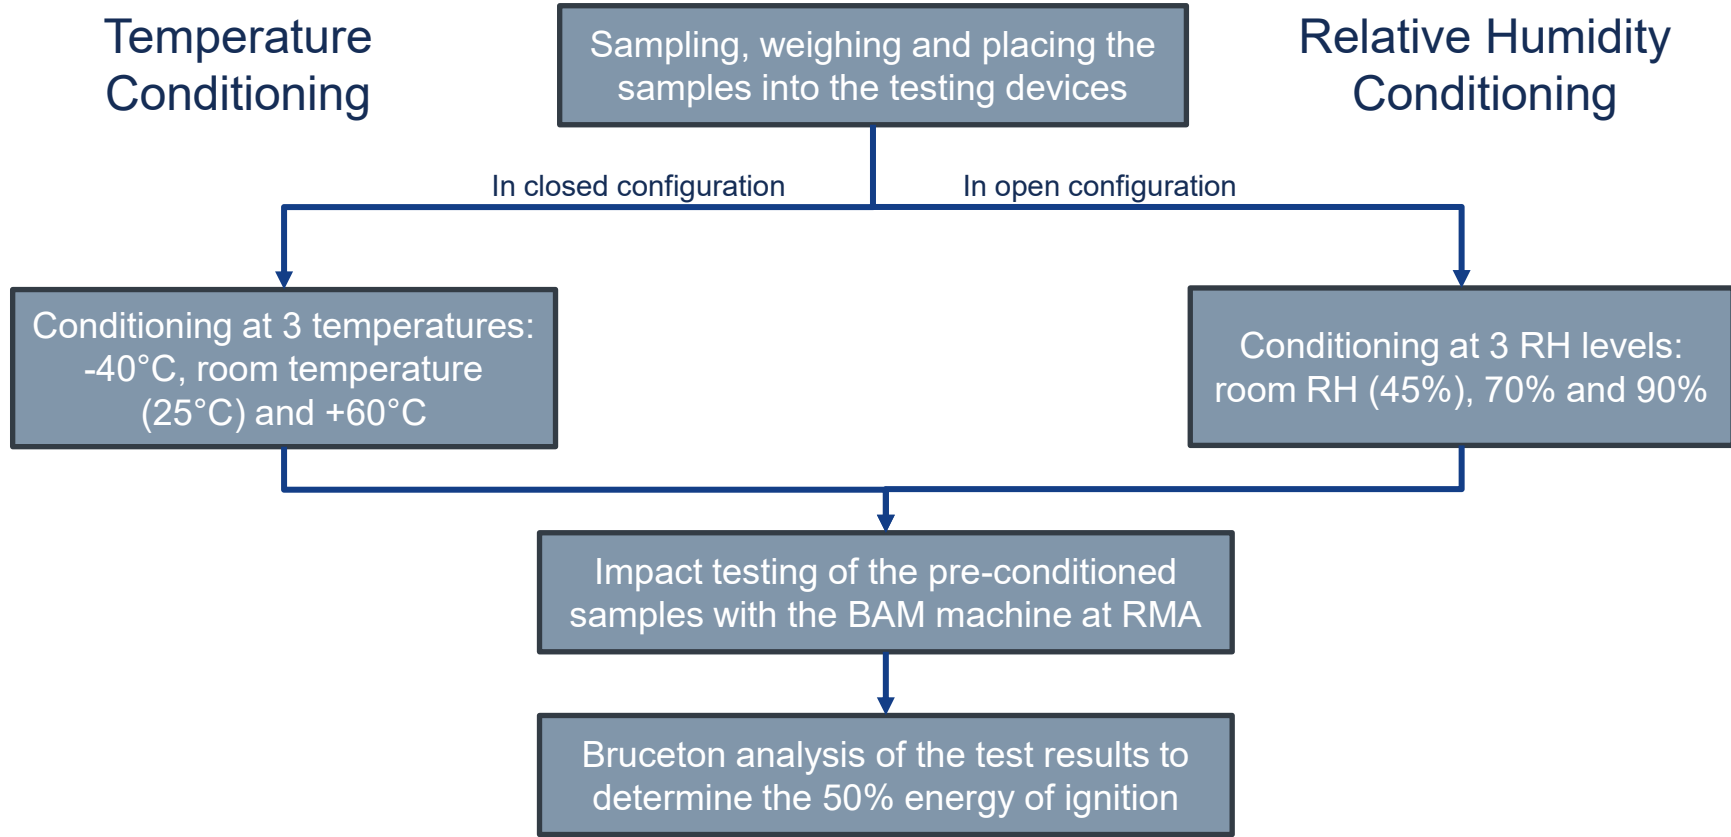 Temperature
Conditioning
Sampling, weighing and placing the
samples into the testing devices
Relative Humidity
Conditioning
In closed configuration
In open configuration
Conditioning at 3 temperatures:
-40°C, room temperature
(25°C) and +60°C
Conditioning at 3 RH levels:
room RH (45%), 70% and 90%
Impact testing of the pre-conditioned
samples with the BAM machine at RMA
Bruceton analysis of the test results to
determine the 50% energy of ignition